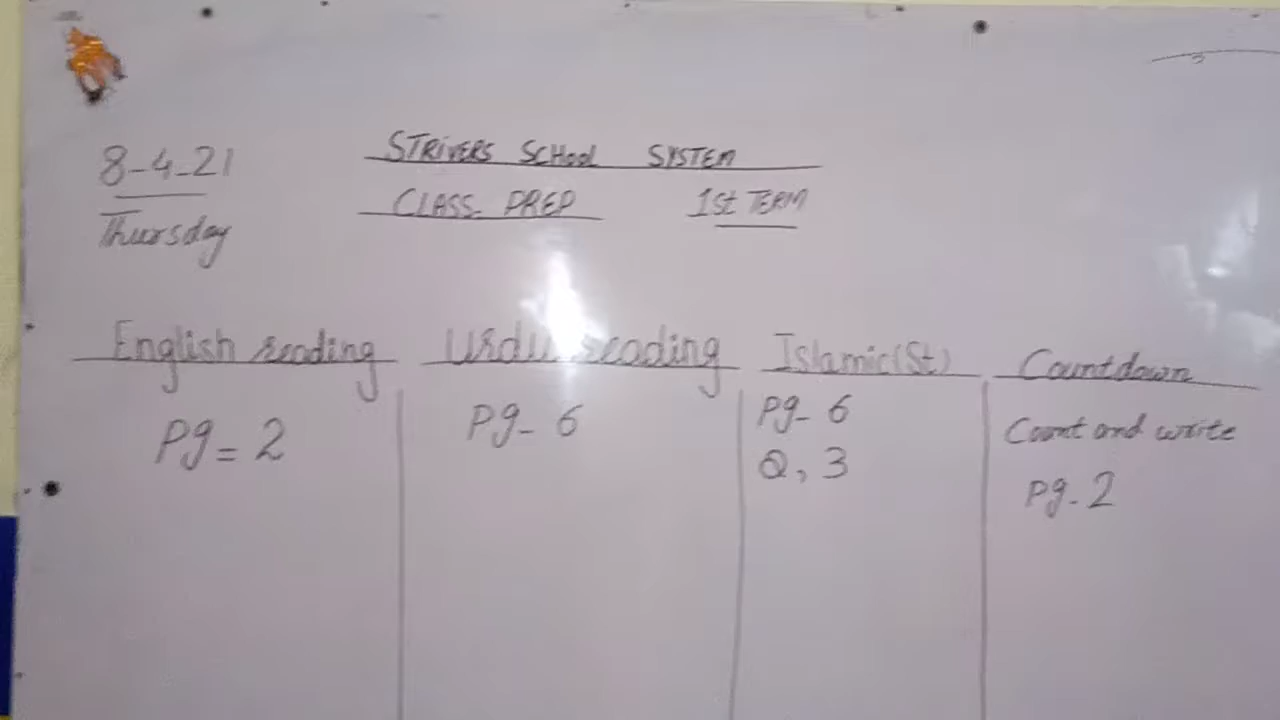 8-4-21
Thursday
STRIVERS SCHOOL SYSTEM
CLASS PREP 1st TERM
English reading
Pg = 2
Urdu reading
Pg- 6
Islamic(St)
Pg- 6
Q, 3
Countdown
Count and write
Pg- 2